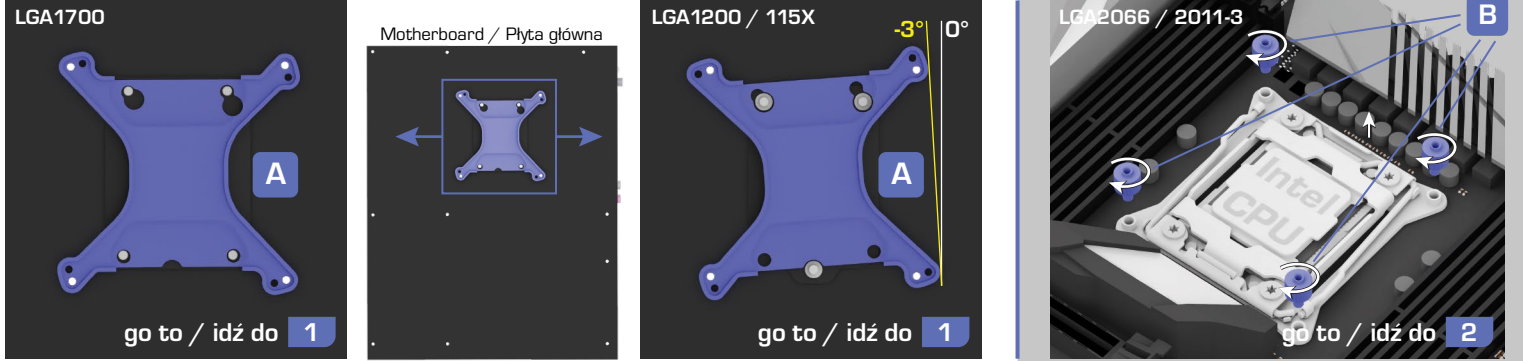 LGA1700
A
go to / idź do 1
Motherboard / Płyta główna
LGA1200 / 115X
-3° 0°
A
go to / idź do 1
LGA2066 / 2011-3
B
Intel
CPU
go to / idź do 2